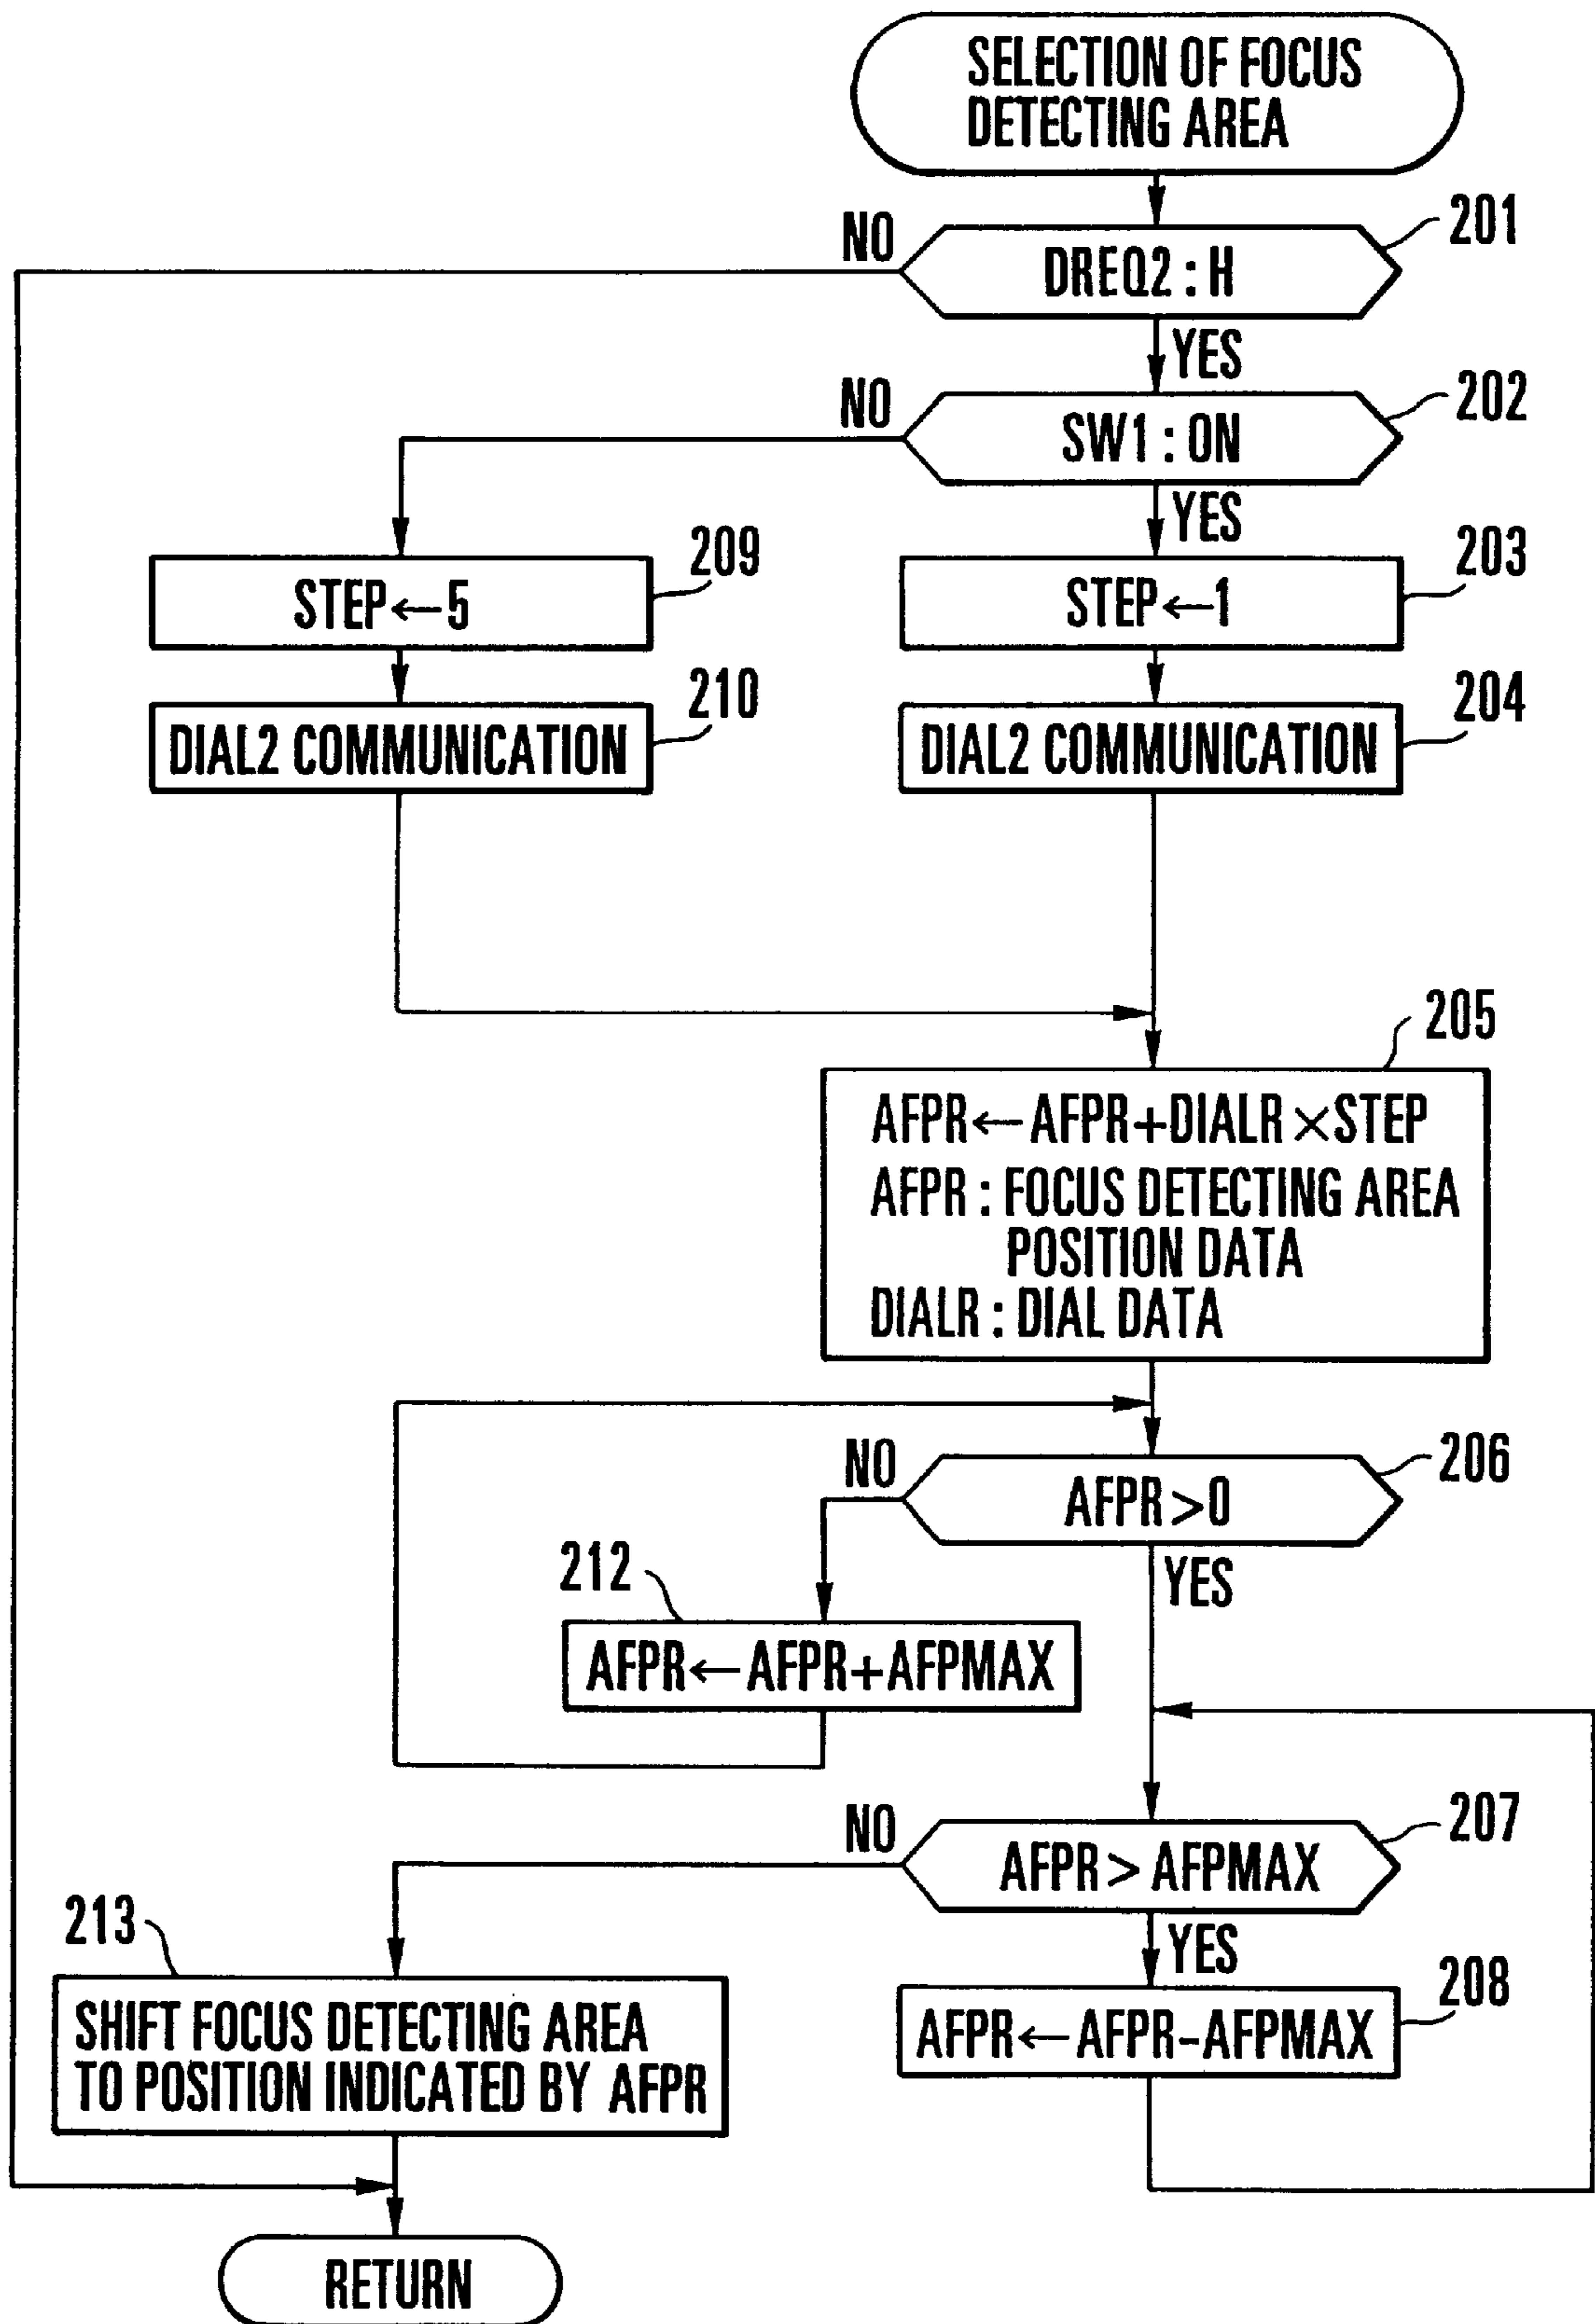 SELECTION OF FOCUS
DETECTING AREA
201
NO
DREQ2 : H
YES
202
NO
SW1 : ON
YES
209
203
STEP←5
STEP←1
210
204
DIAL2 COMMUNICATION
DIAL2 COMMUNICATION
205
AFPR←AFPR+DIALR×STEP
AFPR : FOCUS DETECTING AREA
POSITION DATA
DIALR : DIAL DATA
206
NO
AFPR>0
YES
212
AFPR←AFPR+AFPMAX
207
NO
AFPR > AFPMAX
YES
213
208
SHIFT FOCUS DETECTING AREA
TO POSITION INDICATED BY AFPR
AFPR←AFPR-AFPMAX
RETURN